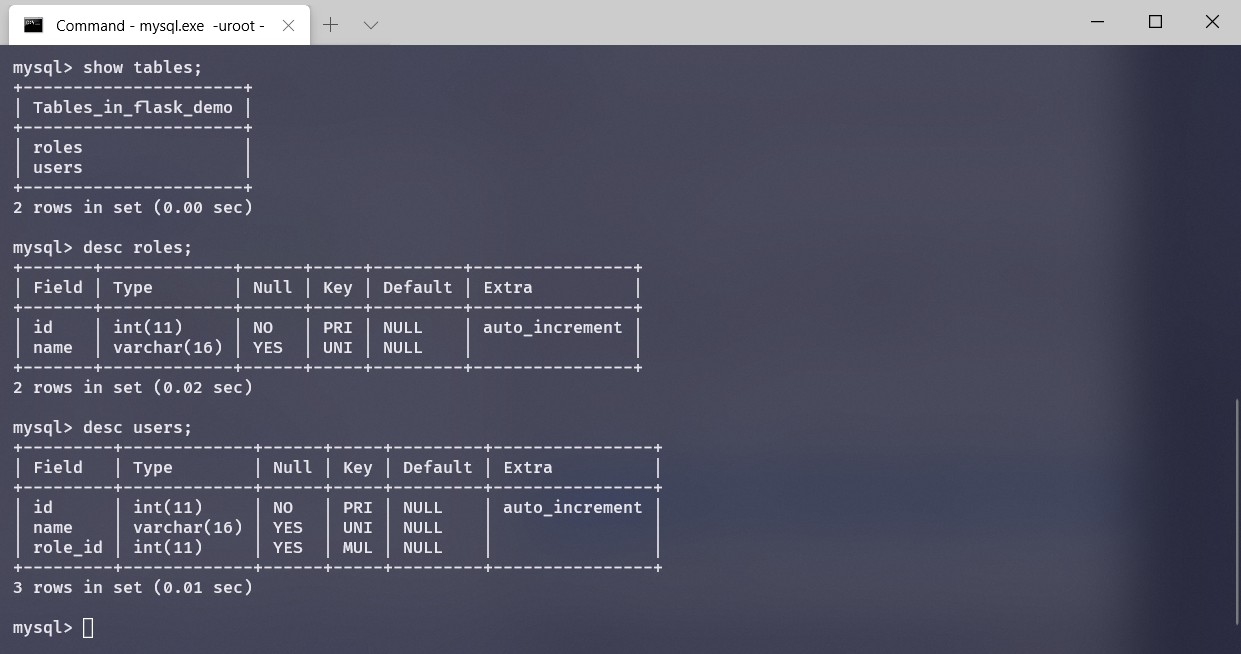 Command - mysql.exe  -uroot -
mysql> show tables;
+-----------------------+
| Tables_in_flask_demo |
+-----------------------+
| roles                |
| users                |
+-----------------------+
2 rows in set (0.00 sec)
mysql> desc roles;
+-------+-------------+------+-----+---------+----------------+
| Field | Type        | Null | Key | Default | Extra          |
+-------+-------------+------+-----+---------+----------------+
| id    | int(11)     | NO   | PRI | NULL    | auto_increment |
| name  | varchar(16) | YES  | UNI | NULL    |                |
+-------+-------------+------+-----+---------+----------------+
2 rows in set (0.02 sec)
mysql> desc users;
+---------+-------------+------+-----+---------+----------------+
| Field   | Type        | Null | Key | Default | Extra          |
+---------+-------------+------+-----+---------+----------------+
| id      | int(11)     | NO   | PRI | NULL    | auto_increment |
| name    | varchar(16) | YES  | UNI | NULL    |                |
| role_id | int(11)     | YES  | MUL | NULL    |                |
+---------+-------------+------+-----+---------+----------------+
3 rows in set (0.01 sec)
mysql>